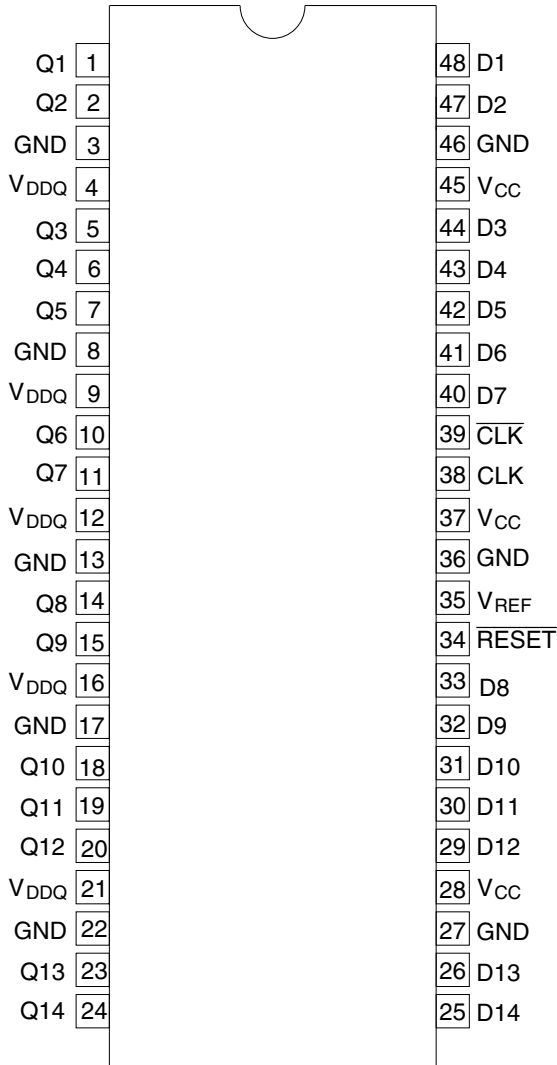 Q1 1 48 D1
Q2 2 47 D2
GND 3 46 GND
VDDQ 4 45 VCC
Q3 5 44 D3
Q4 6 43 D4
Q5 7 42 D5
GND 8 41 D6
VDDQ 9 40 D7
Q6 10 39 C̅L̅K̅
Q7 11 38 CLK
VDDQ 12 37 VCC
GND 13 36 GND
Q8 14 35 VREF
Q9 15 34 R̅E̅S̅E̅T̅
VDDQ 16 33 D8
GND 17 32 D9
Q10 18 31 D10
Q11 19 30 D11
Q12 20 29 D12
VDDQ 21 28 VCC
GND 22 27 GND
Q13 23 26 D13
Q14 24 25 D14